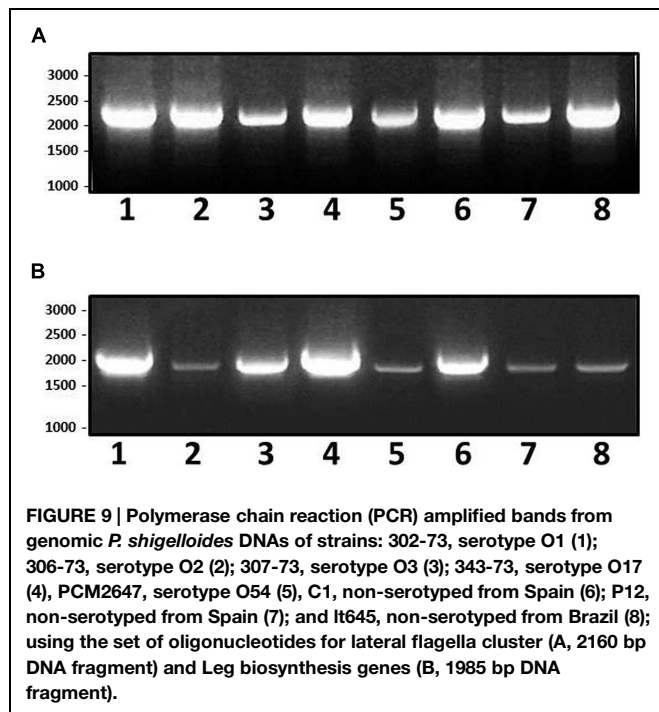 A
3000 -
2500 -
2000 -
1500 -
1000 -
1 2 3 4 5 6 7 8
B
3000 -
2500 -
2000 -
1500 -
1000 -
1 2 3 4 5 6 7 8
FIGURE 9 | Polymerase chain reaction (PCR) amplified bands from
genomic P. shigelloides DNAs of strains: 302-73, serotype O1 (1);
306-73, serotype O2 (2); 307-73, serotype O3 (3); 343-73, serotype O17
(4), PCM2647, serotype O54 (5), C1, non-serotyped from Spain (6); P12,
non-serotyped from Spain (7); and It645, non-serotyped from Brazil (8);
using the set of oligonucleotides for lateral flagella cluster (A, 2160 bp
DNA fragment) and Leg biosynthesis genes (B, 1985 bp DNA
fragment).